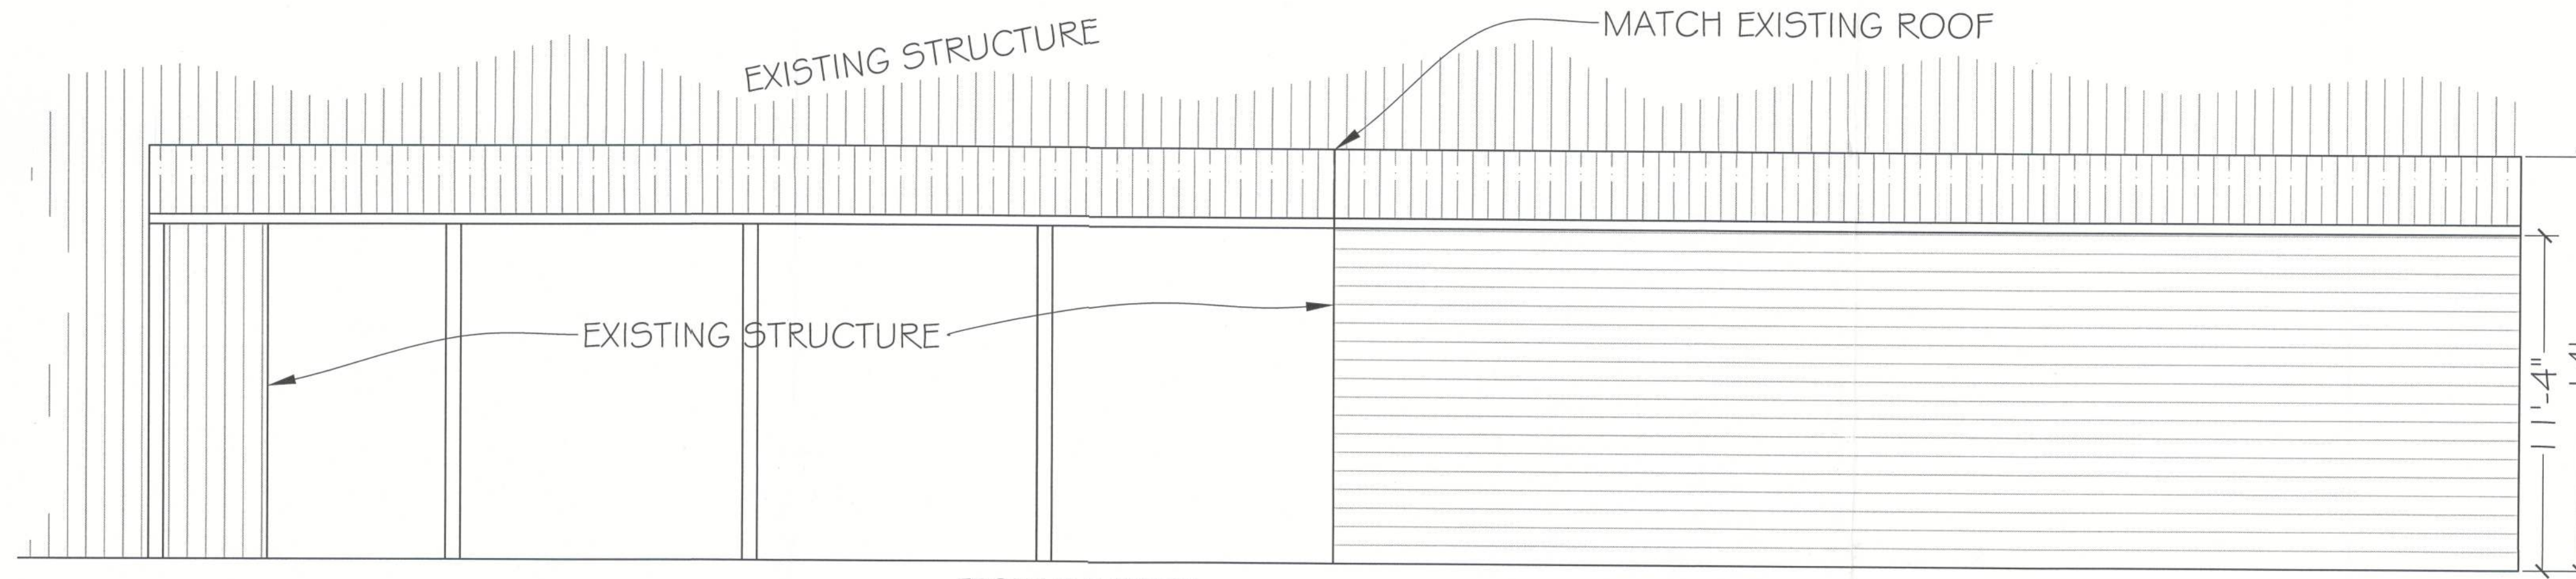 MATCH EXISTING ROOF
EXISTING STRUCTURE
EXISTING STRUCTURE
11'-4"